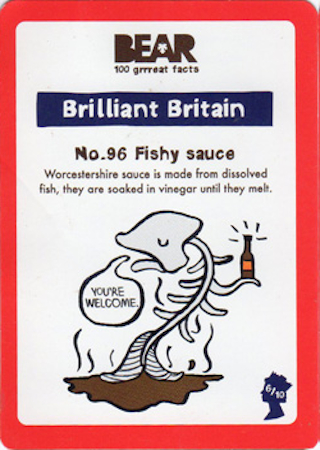 BEAR
100 grrreat facts
Brilliant Britain
No.96 Fishy sauce
Worcestershire sauce is made from dissolved
fish, they are soaked in vinegar until they melt.
YOU'RE
WELCOME.
6/10